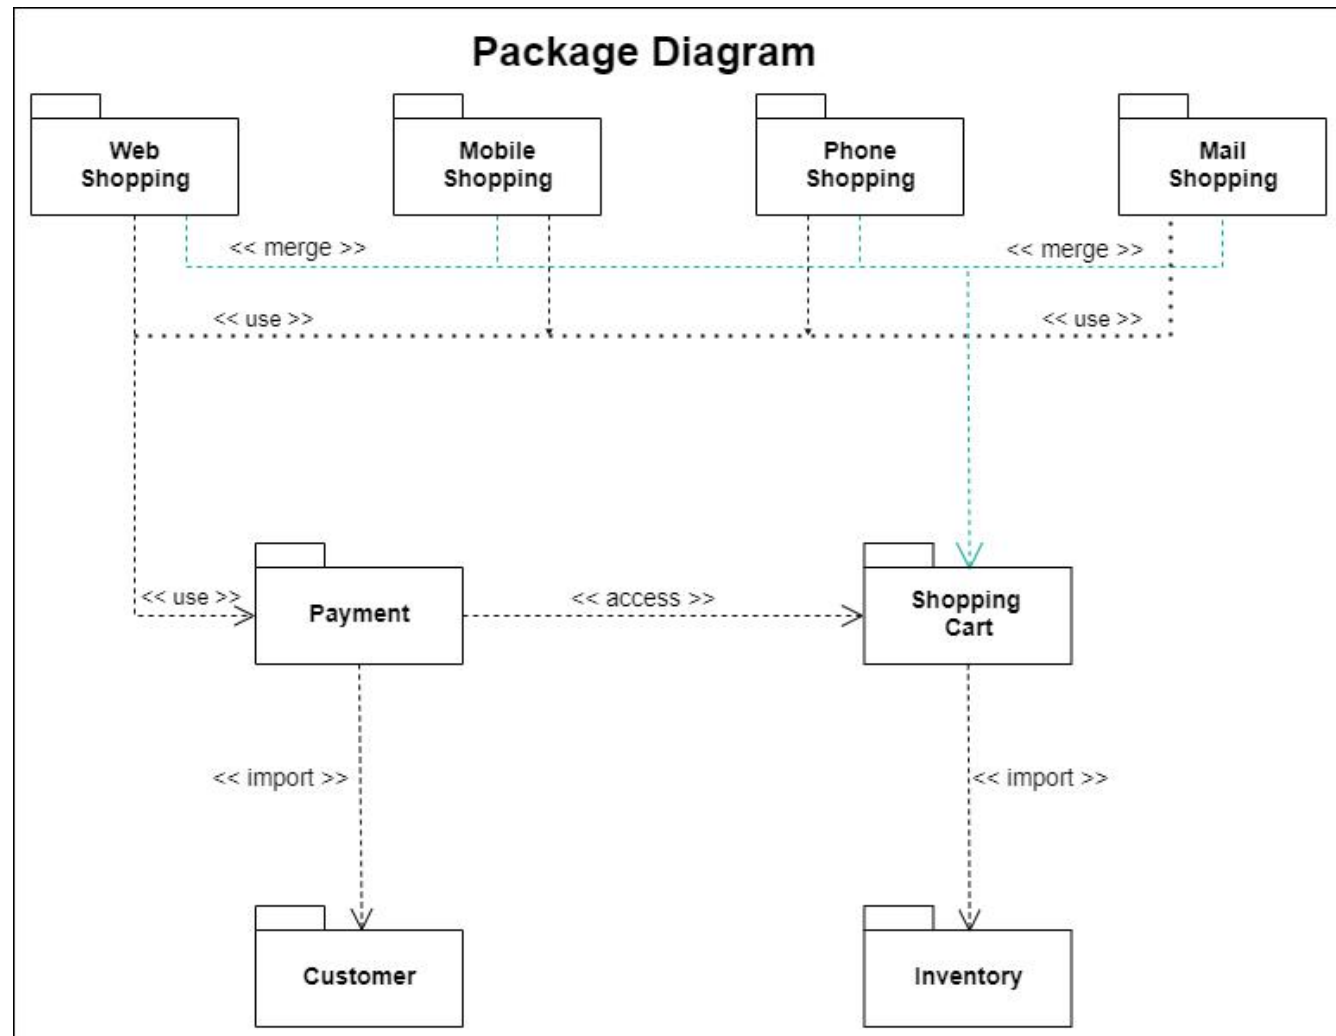 Package Diagram
Web
Shopping
Mobile
Shopping
Phone
Shopping
Mail
Shopping
<< merge >>
<< merge >>
<< use >>
<< use >>
<< use >>
Payment
<< access >>
Shopping
Cart
<< import >>
<< import >>
Customer
Inventory